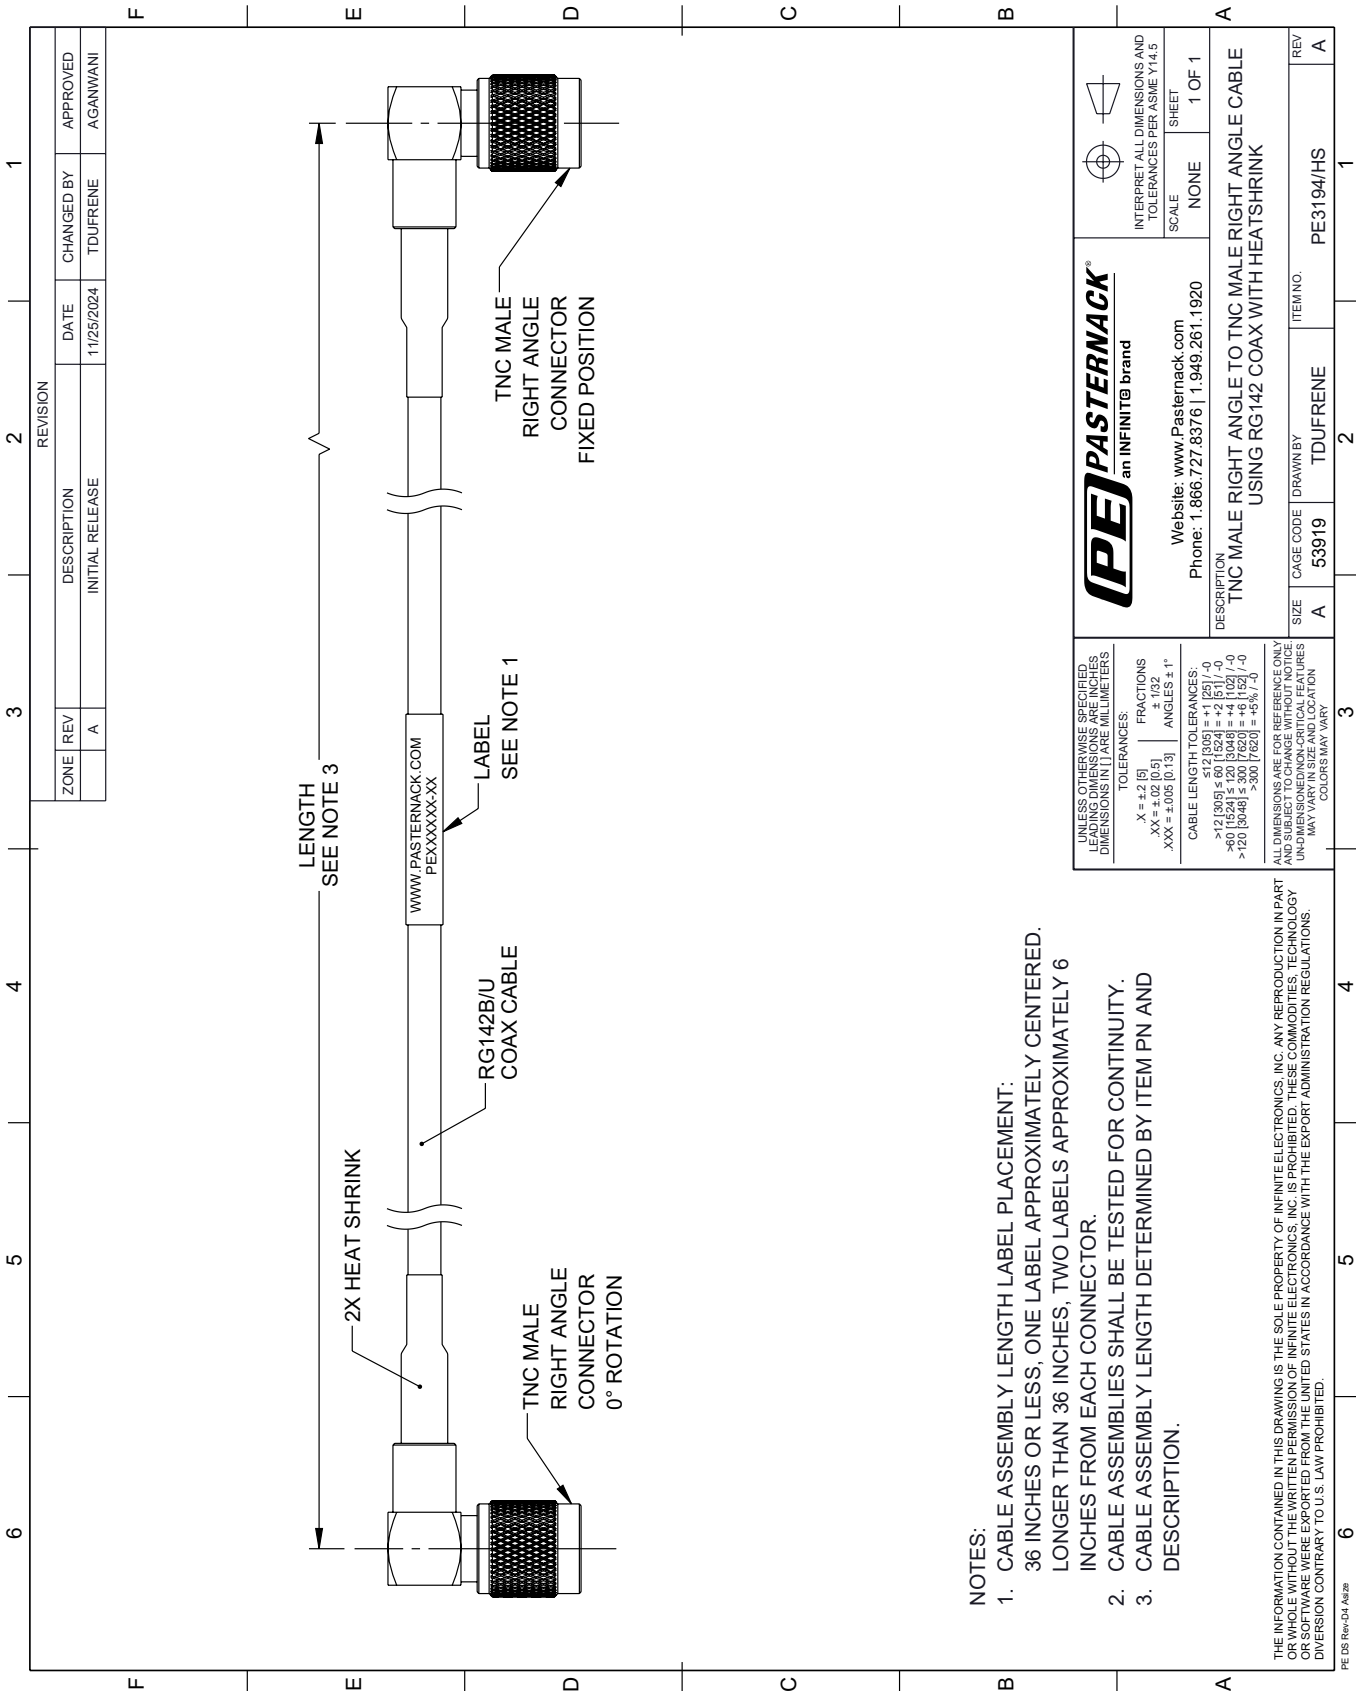 6
5
4
3
2
1
F
E
D
C
B
A
F
E
D
C
B
A
6
5
4
3
2
1
REVISION
ZONE REV DESCRIPTION DATE CHANGED BY APPROVED
A INITIAL RELEASE 11/25/2024 TDUFRENE AGANWANI
LENGTH
SEE NOTE 3
2X HEAT SHRINK
WWW.PASTERNACK.COM
PEXXXXXX-XX
RG142B/U
COAX CABLE
LABEL
SEE NOTE 1
TNC MALE
RIGHT ANGLE
CONNECTOR
0° ROTATION
TNC MALE
RIGHT ANGLE
CONNECTOR
FIXED POSITION
NOTES:
1. CABLE ASSEMBLY LENGTH LABEL PLACEMENT:
36 INCHES OR LESS, ONE LABEL APPROXIMATELY CENTERED.
LONGER THAN 36 INCHES, TWO LABELS APPROXIMATELY 6
INCHES FROM EACH CONNECTOR.
2. CABLE ASSEMBLIES SHALL BE TESTED FOR CONTINUITY.
3. CABLE ASSEMBLY LENGTH DETERMINED BY ITEM PN AND
DESCRIPTION.
THE INFORMATION CONTAINED IN THIS DRAWING IS THE SOLE PROPERTY OF INFINITE ELECTRONICS, INC. ANY REPRODUCTION IN PART
OR WHOLE WITHOUT THE WRITTEN PERMISSION OF INFINITE ELECTRONICS, INC. IS PROHIBITED. THESE COMMODITIES, TECHNOLOGY
OR SOFTWARE WERE EXPORTED FROM THE UNITED STATES IN ACCORDANCE WITH THE EXPORT ADMINISTRATION REGULATIONS.
DIVERSION CONTRARY TO U.S. LAW PROHIBITED.
PE DS Rev-D4 Asize
UNLESS OTHERWISE SPECIFIED
LEADING DIMENSIONS ARE INCHES
DIMENSIONS IN [ ] ARE MILLIMETERS
TOLERANCES:
.X = ±.2 [5]
.XX = ±.02 [0.5]
.XXX = ±.005 [0.13]
FRACTIONS
± 1/32
ANGLES ± 1°
CABLE LENGTH TOLERANCES:
≤12 [305] = +1 [25] / -0
>12 [305] ≤ 60 [1524] = +2 [51] / -0
>60 [1524] ≤ 120 [3048] = +4 [102] / -0
>120 [3048] ≤ 300 [7620] = +6 [152] / -0
>300 [7620] = +5% / -0
ALL DIMENSIONS ARE FOR REFERENCE ONLY
AND SUBJECT TO CHANGE WITHOUT NOTICE.
UN-DIMENSIONED/NON-CRITICAL FEATURES
MAY VARY IN SIZE AND LOCATION
COLORS MAY VARY
PE PASTERNACK®
an INFINITE brand
Website: www.Pasternack.com
Phone: 1.866.727.8376 | 1.949.261.1920
INTERPRET ALL DIMENSIONS AND
TOLERANCES PER ASME Y14.5
SCALE
NONE
SHEET
1 OF 1
DESCRIPTION
TNC MALE RIGHT ANGLE TO TNC MALE RIGHT ANGLE CABLE
USING RG142 COAX WITH HEATSHRINK
SIZE
A
CAGE CODE
53919
DRAWN BY
TDUFRENE
ITEM NO.
PE3194/HS
REV
A